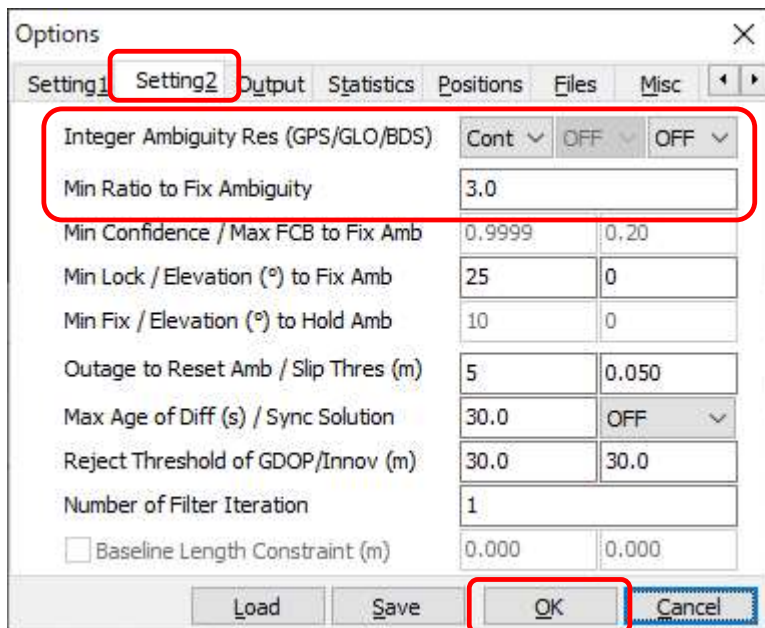 Options
Setting1 Setting2 Output Statistics Positions Files Misc
Integer Ambiguity Res (GPS/GLO/BDS) Cont OFF OFF
Min Ratio to Fix Ambiguity 3.0
Min Confidence / Max FCB to Fix Amb 0.9999 0.20
Min Lock / Elevation (°) to Fix Amb 25 0
Min Fix / Elevation (°) to Hold Amb 10 0
Outage to Reset Amb / Slip Thres (m) 5 0.050
Max Age of Diff (s) / Sync Solution 30.0 OFF
Reject Threshold of GDOP/Innov (m) 30.0 30.0
Number of Filter Iteration 1
Baseline Length Constraint (m) 0.000 0.000
Load Save OK Cancel